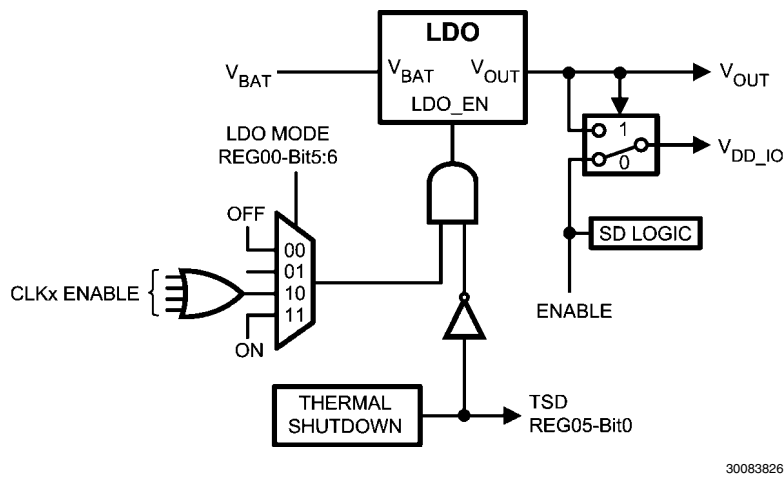 LDO
V_BAT
V_BAT
V_OUT
V_OUT
LDO_EN
LDO MODE
REG00-Bit5:6
1
0
V_DD_IO
OFF
00
01
10
11
CLKx ENABLE
ON
SD LOGIC
ENABLE
THERMAL
SHUTDOWN
TSD
REG05-Bit0
30083826